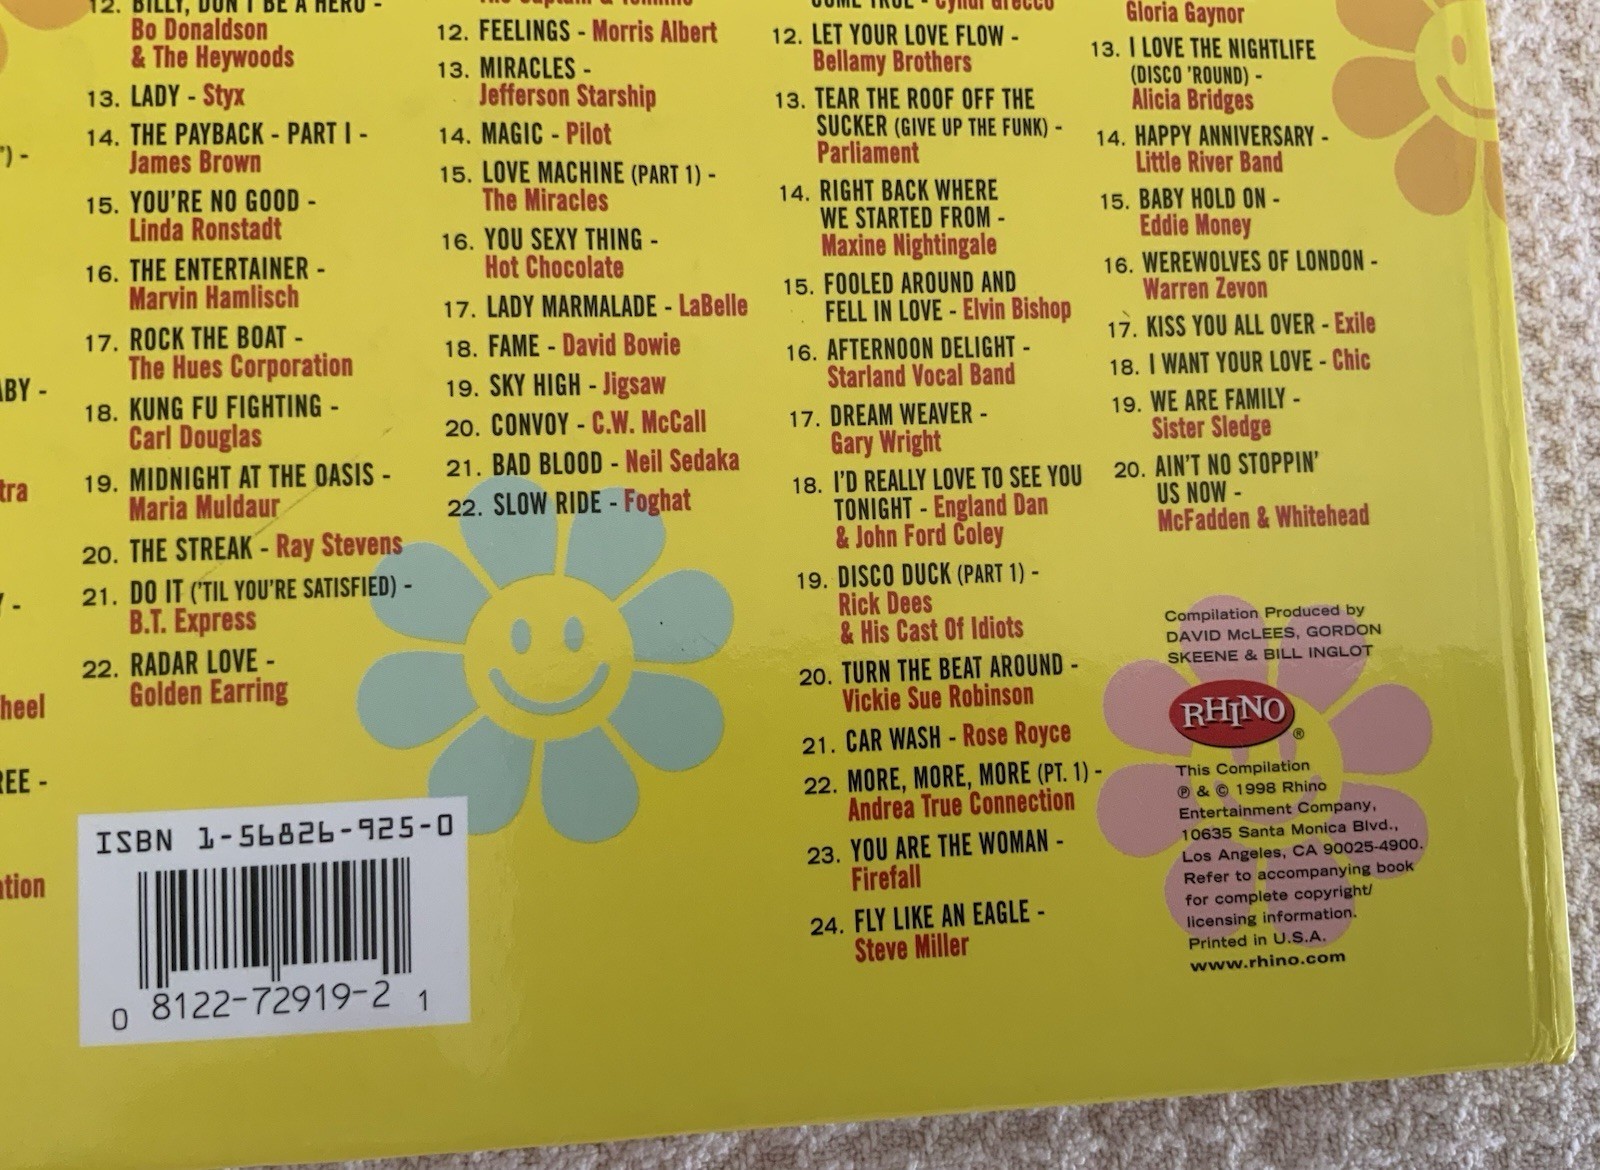 ") -
ABY -
tra
Y -
heel
REE -
ation
12. BILLY, DON'T BE A HERO -
Bo Donaldson
& The Heywoods
13. LADY - Styx
14. THE PAYBACK - PART I -
James Brown
15. YOU'RE NO GOOD -
Linda Ronstadt
16. THE ENTERTAINER -
Marvin Hamlisch
17. ROCK THE BOAT -
The Hues Corporation
18. KUNG FU FIGHTING -
Carl Douglas
19. MIDNIGHT AT THE OASIS -
Maria Muldaur
20. THE STREAK - Ray Stevens
21. DO IT ('TIL YOU'RE SATISFIED) -
B.T. Express
22. RADAR LOVE -
Golden Earring
ISBN 1-56826-925-0
0 8122-72919-2 1
The Captain & Tennille
12. FEELINGS - Morris Albert
13. MIRACLES -
Jefferson Starship
14. MAGIC - Pilot
15. LOVE MACHINE (PART 1) -
The Miracles
16. YOU SEXY THING -
Hot Chocolate
17. LADY MARMALADE - LaBelle
18. FAME - David Bowie
19. SKY HIGH - Jigsaw
20. CONVOY - C.W. McCall
21. BAD BLOOD - Neil Sedaka
22. SLOW RIDE - Foghat
COME TRUE - Cyndi Grecco
12. LET YOUR LOVE FLOW -
Bellamy Brothers
13. TEAR THE ROOF OFF THE
SUCKER (GIVE UP THE FUNK) -
Parliament
14. RIGHT BACK WHERE
WE STARTED FROM -
Maxine Nightingale
15. FOOLED AROUND AND
FELL IN LOVE - Elvin Bishop
16. AFTERNOON DELIGHT -
Starland Vocal Band
17. DREAM WEAVER -
Gary Wright
18. I'D REALLY LOVE TO SEE YOU
TONIGHT - England Dan
& John Ford Coley
19. DISCO DUCK (PART 1) -
Rick Dees
& His Cast Of Idiots
20. TURN THE BEAT AROUND -
Vickie Sue Robinson
21. CAR WASH - Rose Royce
22. MORE, MORE, MORE (PT. 1) -
Andrea True Connection
23. YOU ARE THE WOMAN -
Firefall
24. FLY LIKE AN EAGLE -
Steve Miller
Gloria Gaynor
13. I LOVE THE NIGHTLIFE
(DISCO 'ROUND) -
Alicia Bridges
14. HAPPY ANNIVERSARY -
Little River Band
15. BABY HOLD ON -
Eddie Money
16. WEREWOLVES OF LONDON -
Warren Zevon
17. KISS YOU ALL OVER - Exile
18. I WANT YOUR LOVE - Chic
19. WE ARE FAMILY -
Sister Sledge
20. AIN'T NO STOPPIN'
US NOW -
McFadden & Whitehead
Compilation Produced by
DAVID McLEES, GORDON
SKEENE & BILL INGLOT
RHINO ®
This Compilation
℗ & © 1998 Rhino
Entertainment Company,
10635 Santa Monica Blvd.,
Los Angeles, CA 90025-4900.
Refer to accompanying book
for complete copyright/
licensing information.
Printed in U.S.A.
www.rhino.com